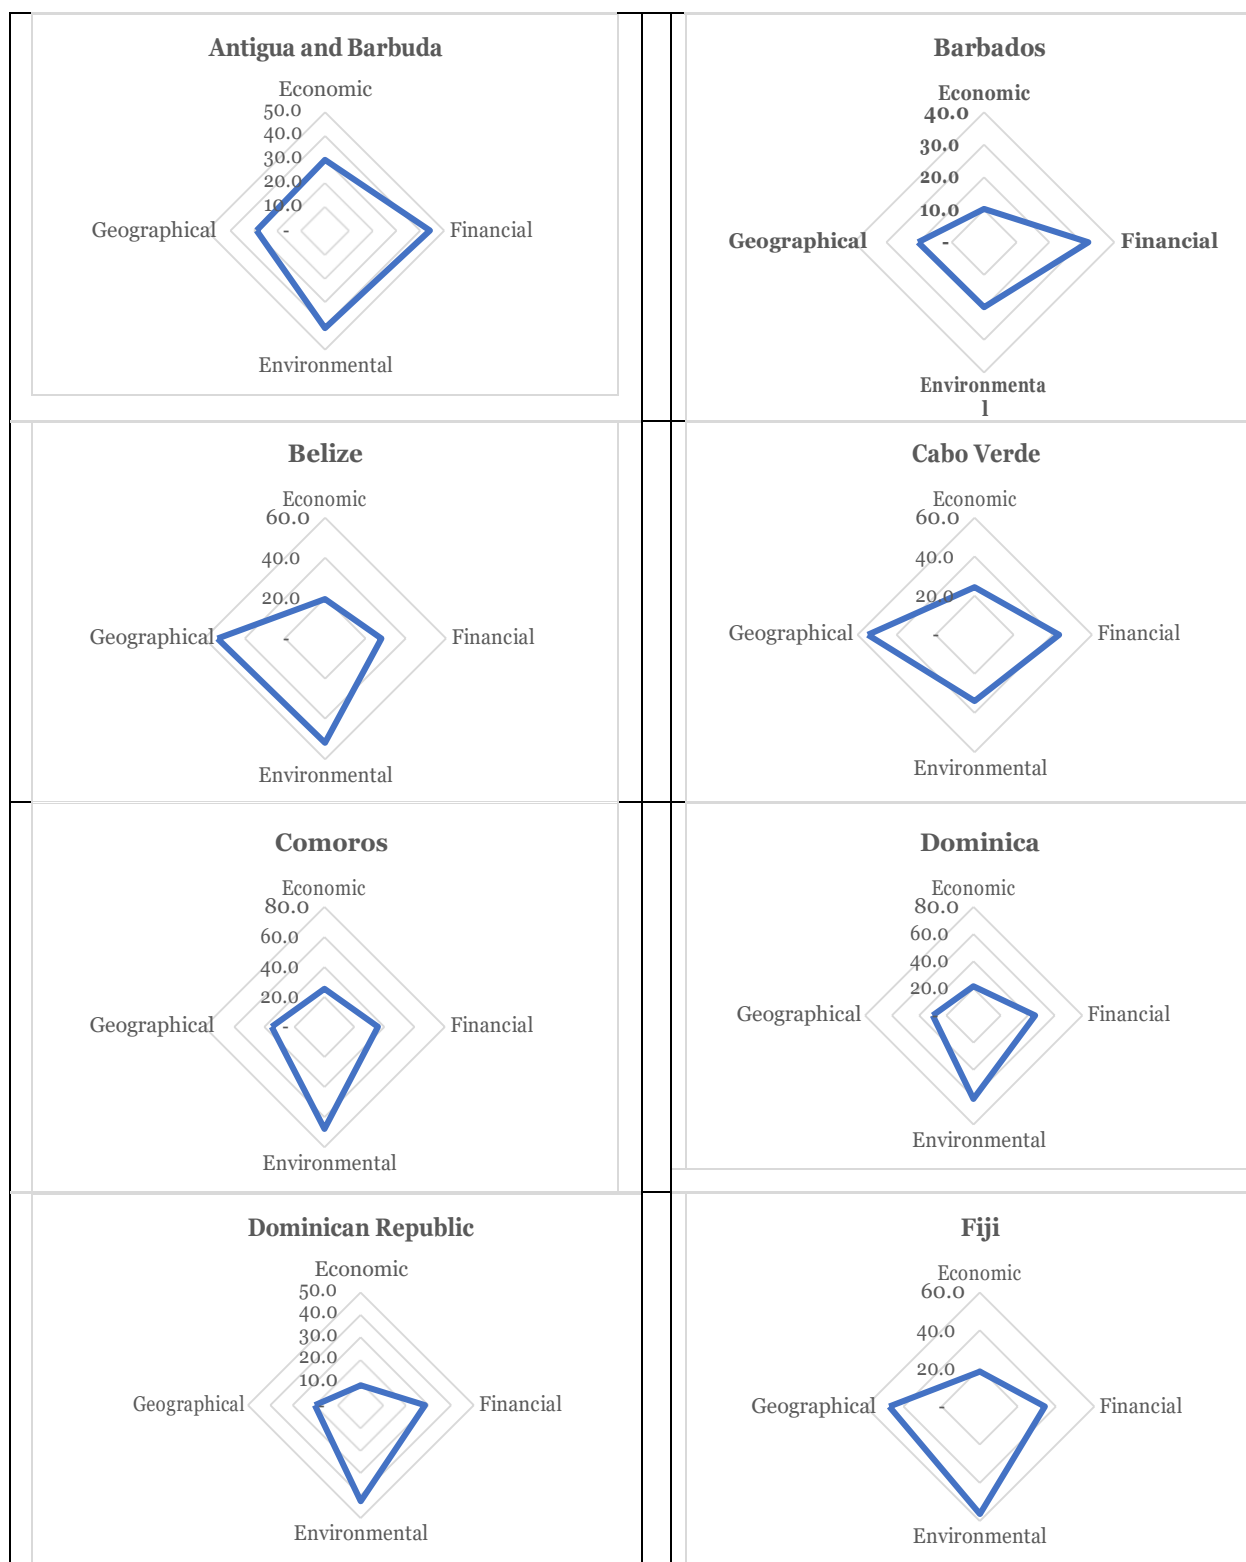 Antigua and Barbuda
Economic
50.0
40.0
30.0
20.0
10.0
-
Geographical
Financial
Environmental
Barbados
Economic
40.0
30.0
20.0
10.0
-
Geographical
Financial
Environmenta
l
Belize
Economic
60.0
40.0
20.0
-
Geographical
Financial
Environmental
Cabo Verde
Economic
60.0
40.0
20.0
-
Geographical
Financial
Environmental
Comoros
Economic
80.0
60.0
40.0
20.0
-
Geographical
Financial
Environmental
Dominica
Economic
80.0
60.0
40.0
20.0
-
Geographical
Financial
Environmental
Dominican Republic
Economic
50.0
40.0
30.0
20.0
10.0
-
Geographical
Financial
Environmental
Fiji
Economic
60.0
40.0
20.0
-
Geographical
Financial
Environmental